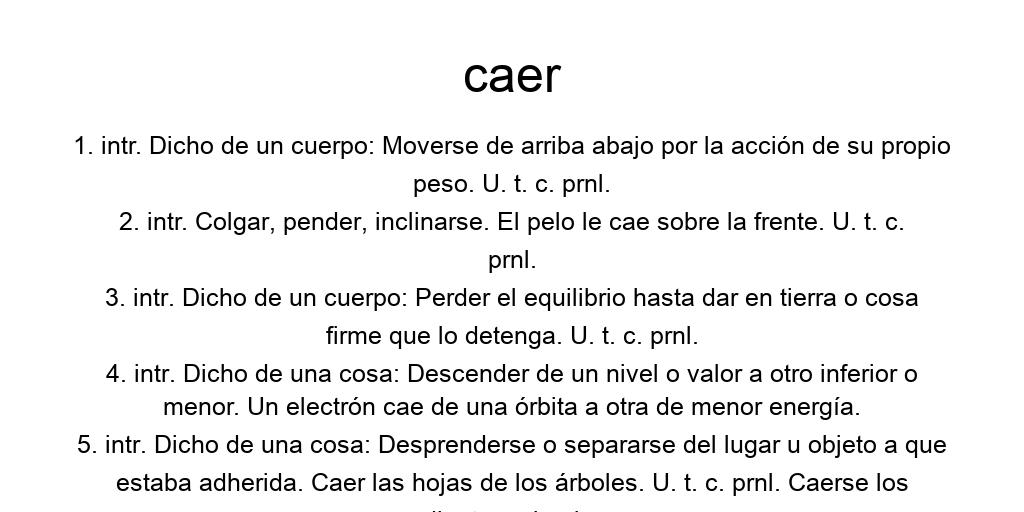 caer
1. intr. Dicho de un cuerpo: Moverse de arriba abajo por la acción de su propio
peso. U. t. c. prnl.
2. intr. Colgar, pender, inclinarse. El pelo le cae sobre la frente. U. t. c.
prnl.
3. intr. Dicho de un cuerpo: Perder el equilibrio hasta dar en tierra o cosa
firme que lo detenga. U. t. c. prnl.
4. intr. Dicho de una cosa: Descender de un nivel o valor a otro inferior o
menor. Un electrón cae de una órbita a otra de menor energía.
5. intr. Dicho de una cosa: Desprenderse o separarse del lugar u objeto a que
estaba adherida. Caer las hojas de los árboles. U. t. c. prnl. Caerse los